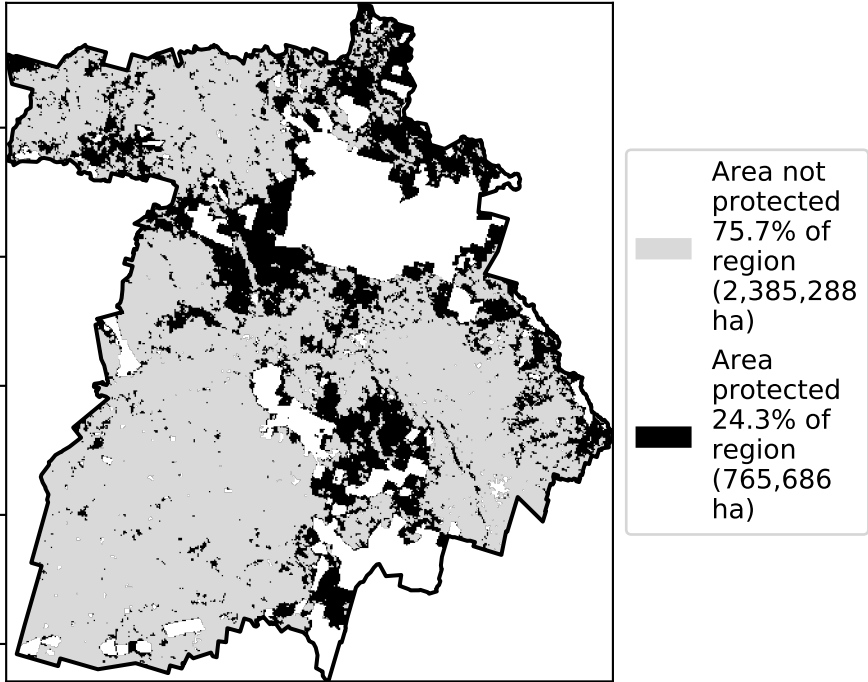 Area not
protected
75.7% of
region
(2,385,288
ha)
Area
protected
24.3% of
region
(765,686
ha)